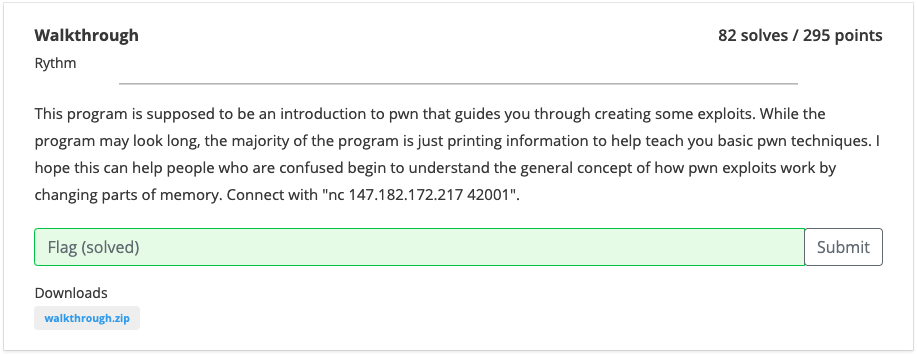 Walkthrough
82 solves / 295 points
Rythm
This program is supposed to be an introduction to pwn that guides you through creating some exploits. While the
program may look long, the majority of the program is just printing information to help teach you basic pwn techniques. I
hope this can help people who are confused begin to understand the general concept of how pwn exploits work by
changing parts of memory. Connect with "nc 147.182.172.217 42001".
Flag (solved)
Submit
Downloads
walkthrough.zip